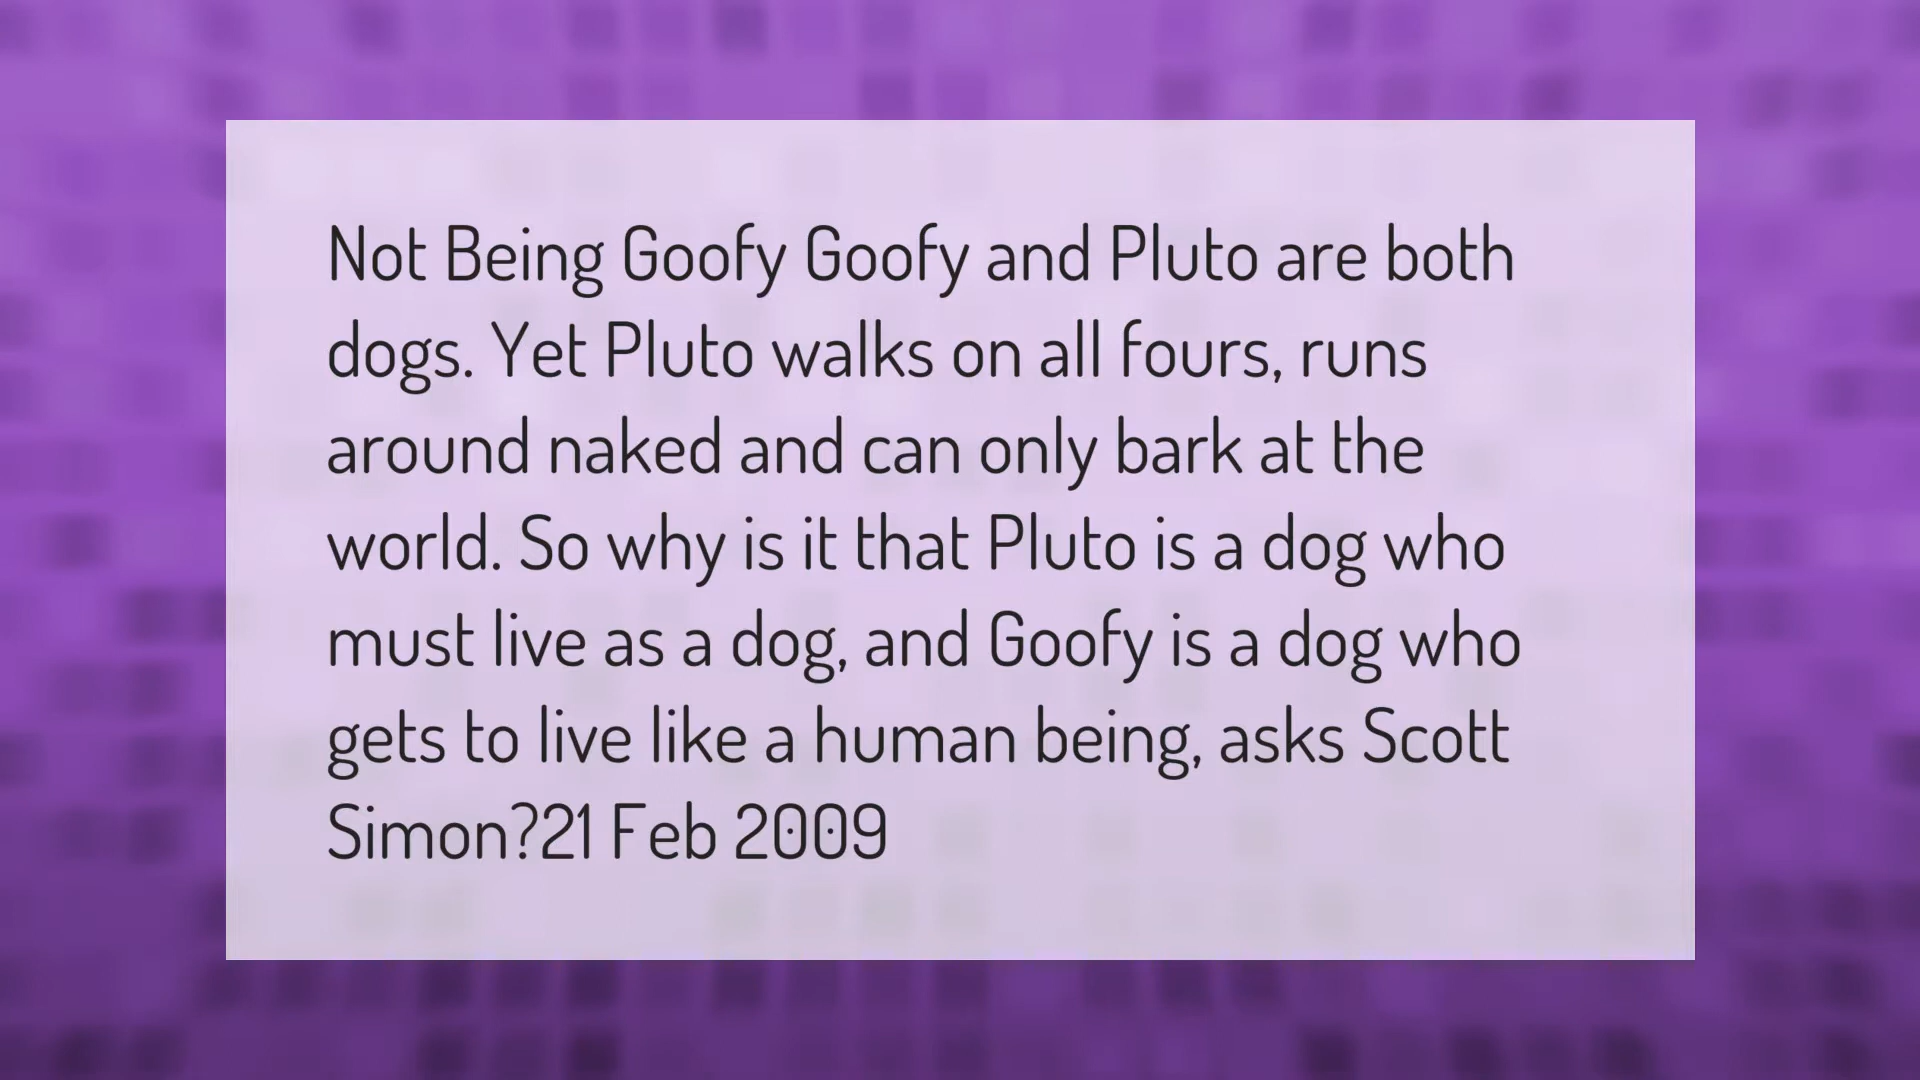 Not Being Goofy Goofy and Pluto are both
dogs. Yet Pluto walks on all fours, runs
around naked and can only bark at the
world. So why is it that Pluto is a dog who
must live as a dog, and Goofy is a dog who
gets to live like a human being, asks Scott
Simon?21 Feb 2009